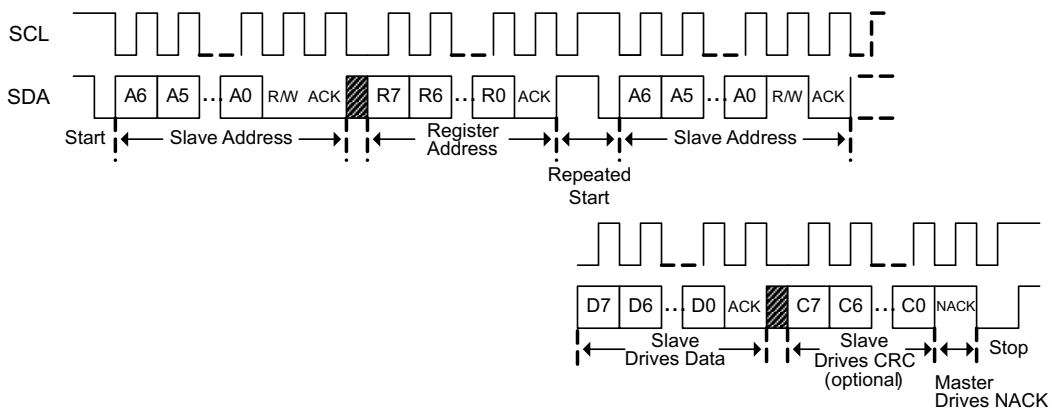 SCL
SDA
A6 A5 ... A0 R/W ACK R7 R6 ... R0 ACK A6 A5 ... A0 R/W ACK
Start Slave Address Register Address Slave Address
Repeated
Start
D7 D6 ... D0 ACK C7 C6 ... C0 NACK
Slave
Drives Data
Slave
Drives CRC
(optional)
Stop
Master
Drives NACK